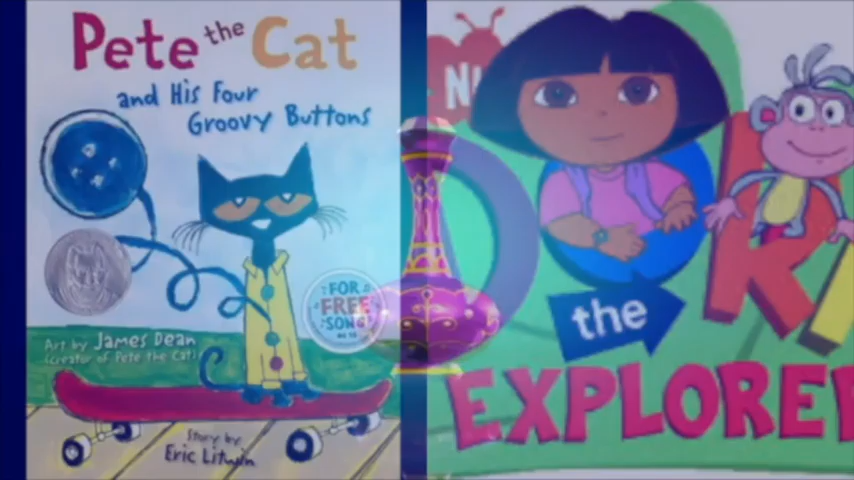 Pete the Cat
and His Four
Groovy Buttons
FOR
FREE
SONG!
Art by James Dean
(creator of Pete the Cat)
Story by
Eric Litwin
the
EXPLORER